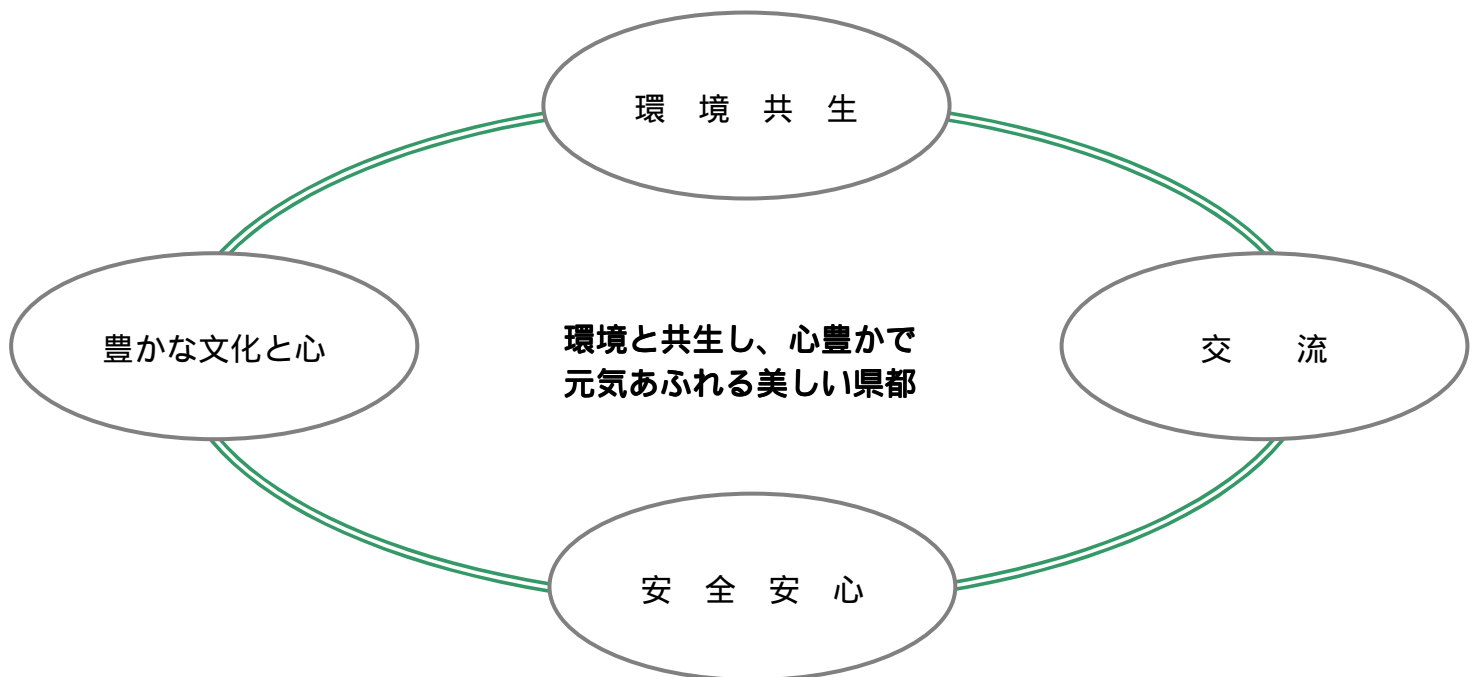 環　境　共　生
豊かな文化と心
環境と共生し、心豊かで
元気あふれる美しい県都
交　　流
安　全　安　心